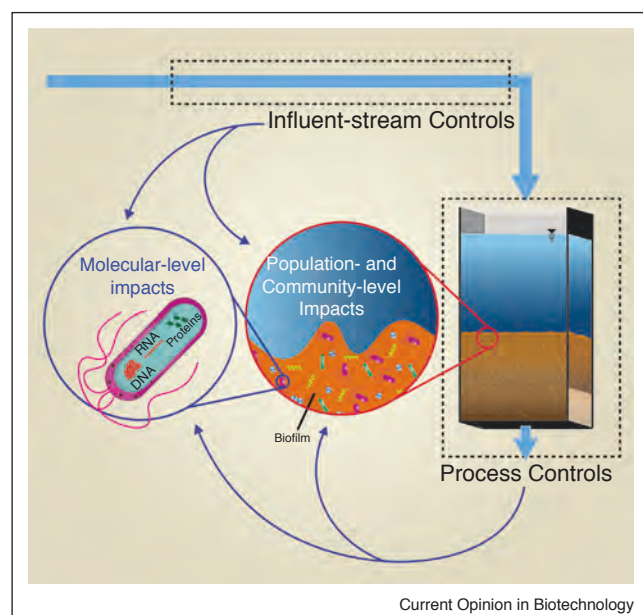 Influent-stream Controls
Molecular-level
impacts
RNA
Proteins
DNA
Population- and
Community-level
Impacts
Biofilm
Process Controls
Current Opinion in Biotechnology